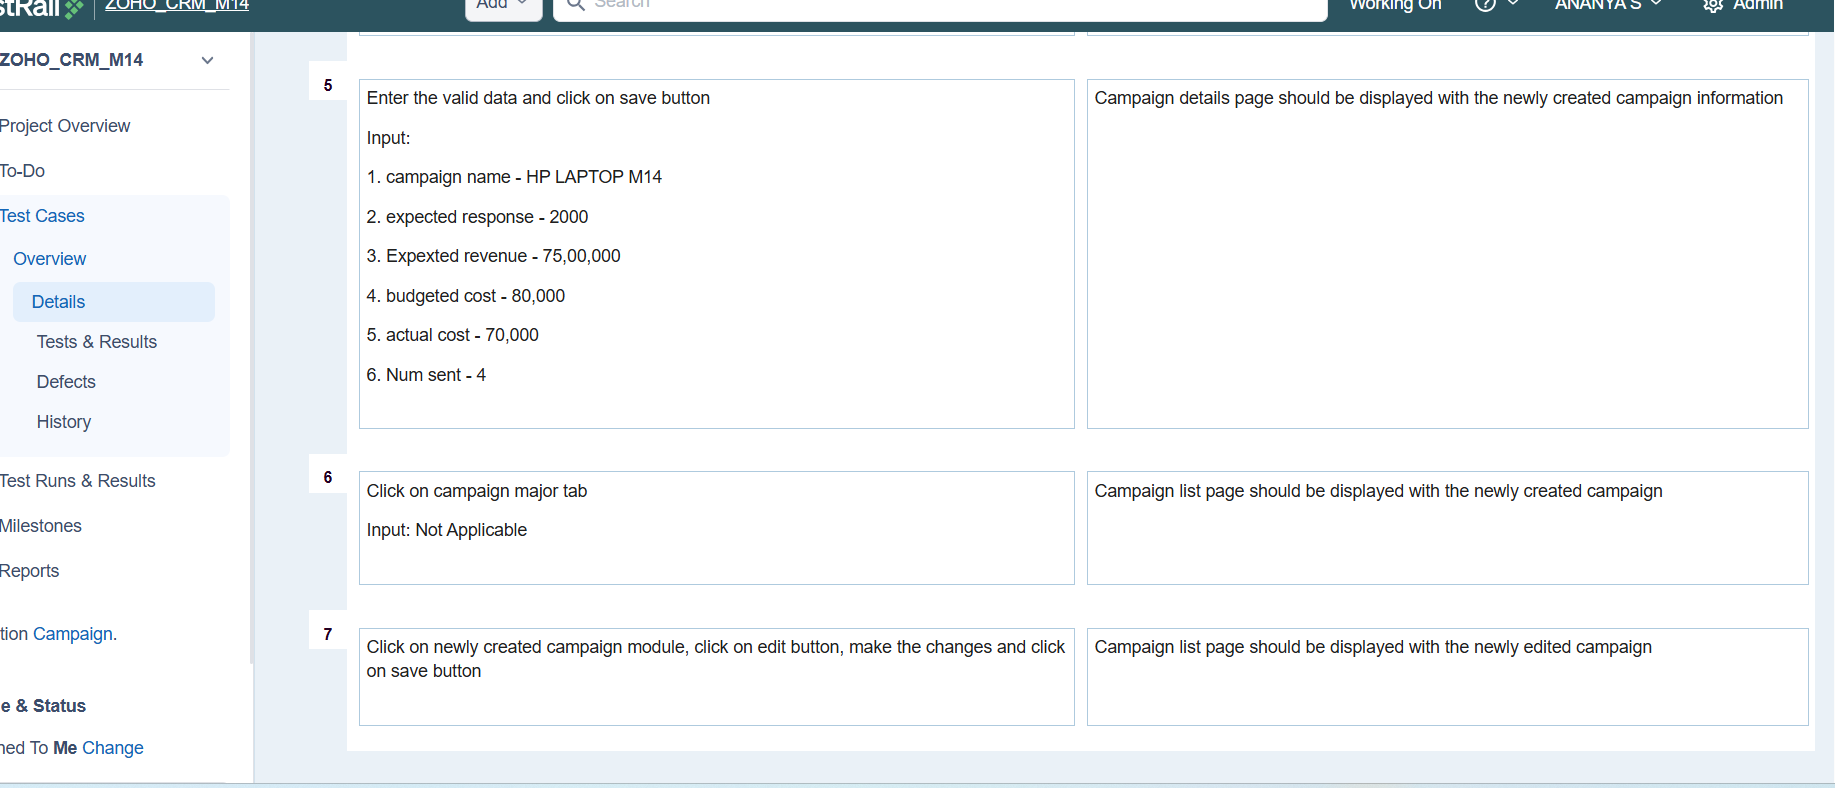 stRail
ZOHO_CRM_M14
Add
Search
Working On
ANANYA S
Admin
ZOHO_CRM_M14
Project Overview
To-Do
Test Cases
Overview
Details
Tests & Results
Defects
History
Test Runs & Results
Milestones
Reports
tion Campaign.
e & Status
ned To Me Change
5
Enter the valid data and click on save button
Input:
1. campaign name - HP LAPTOP M14
2. expected response - 2000
3. Expexted revenue - 75,00,000
4. budgeted cost - 80,000
5. actual cost - 70,000
6. Num sent - 4
Campaign details page should be displayed with the newly created campaign information
6
Click on campaign major tab
Input: Not Applicable
Campaign list page should be displayed with the newly created campaign
7
Click on newly created campaign module, click on edit button, make the changes and click
on save button
Campaign list page should be displayed with the newly edited campaign